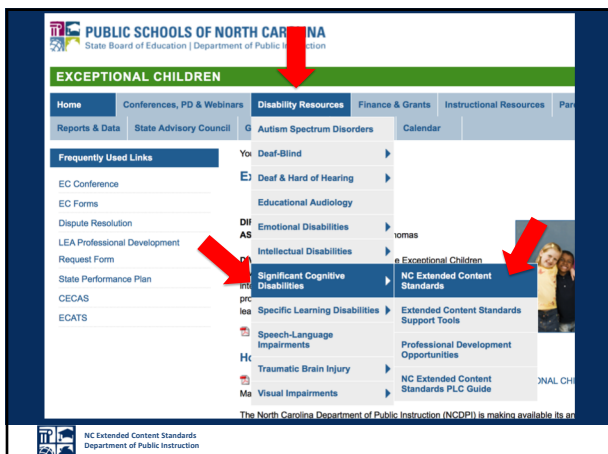 PUBLIC SCHOOLS OF NORTH CAROLINA
State Board of Education | Department of Public
EXCEPTIONAL CHILDREN
Home Conferences, PD & Webinars Disability Resources Finance & Grants Instructional Resources
Reports & Data State Advisory Council Calendar
Frequently Used Links
EC Conference
EC Forms
Dispute Resolution
LEA Professional Development
Request Form
State Performance Plan
CECAS
ECATS
Autism Spectrum Disorders
Deaf-Blind
Deaf & Hard of Hearing
Educational Audiology
Emotional Disabilities
Intellectual Disabilities
Significant Cognitive
Disabilities
Specific Learning Disabilities
Speech-Language
Impairments
Traumatic Brain Injury
Visual Impairments
NC Extended Content
Standards
Extended Content Standards
Support Tools
Professional Development
Opportunities
NC Extended Content
Standards PLC Guide
Exceptional Children
The North Carolina Department of Public Instruction (NCDPI) is making available its
NC Extended Content Standards
Department of Public Instruction